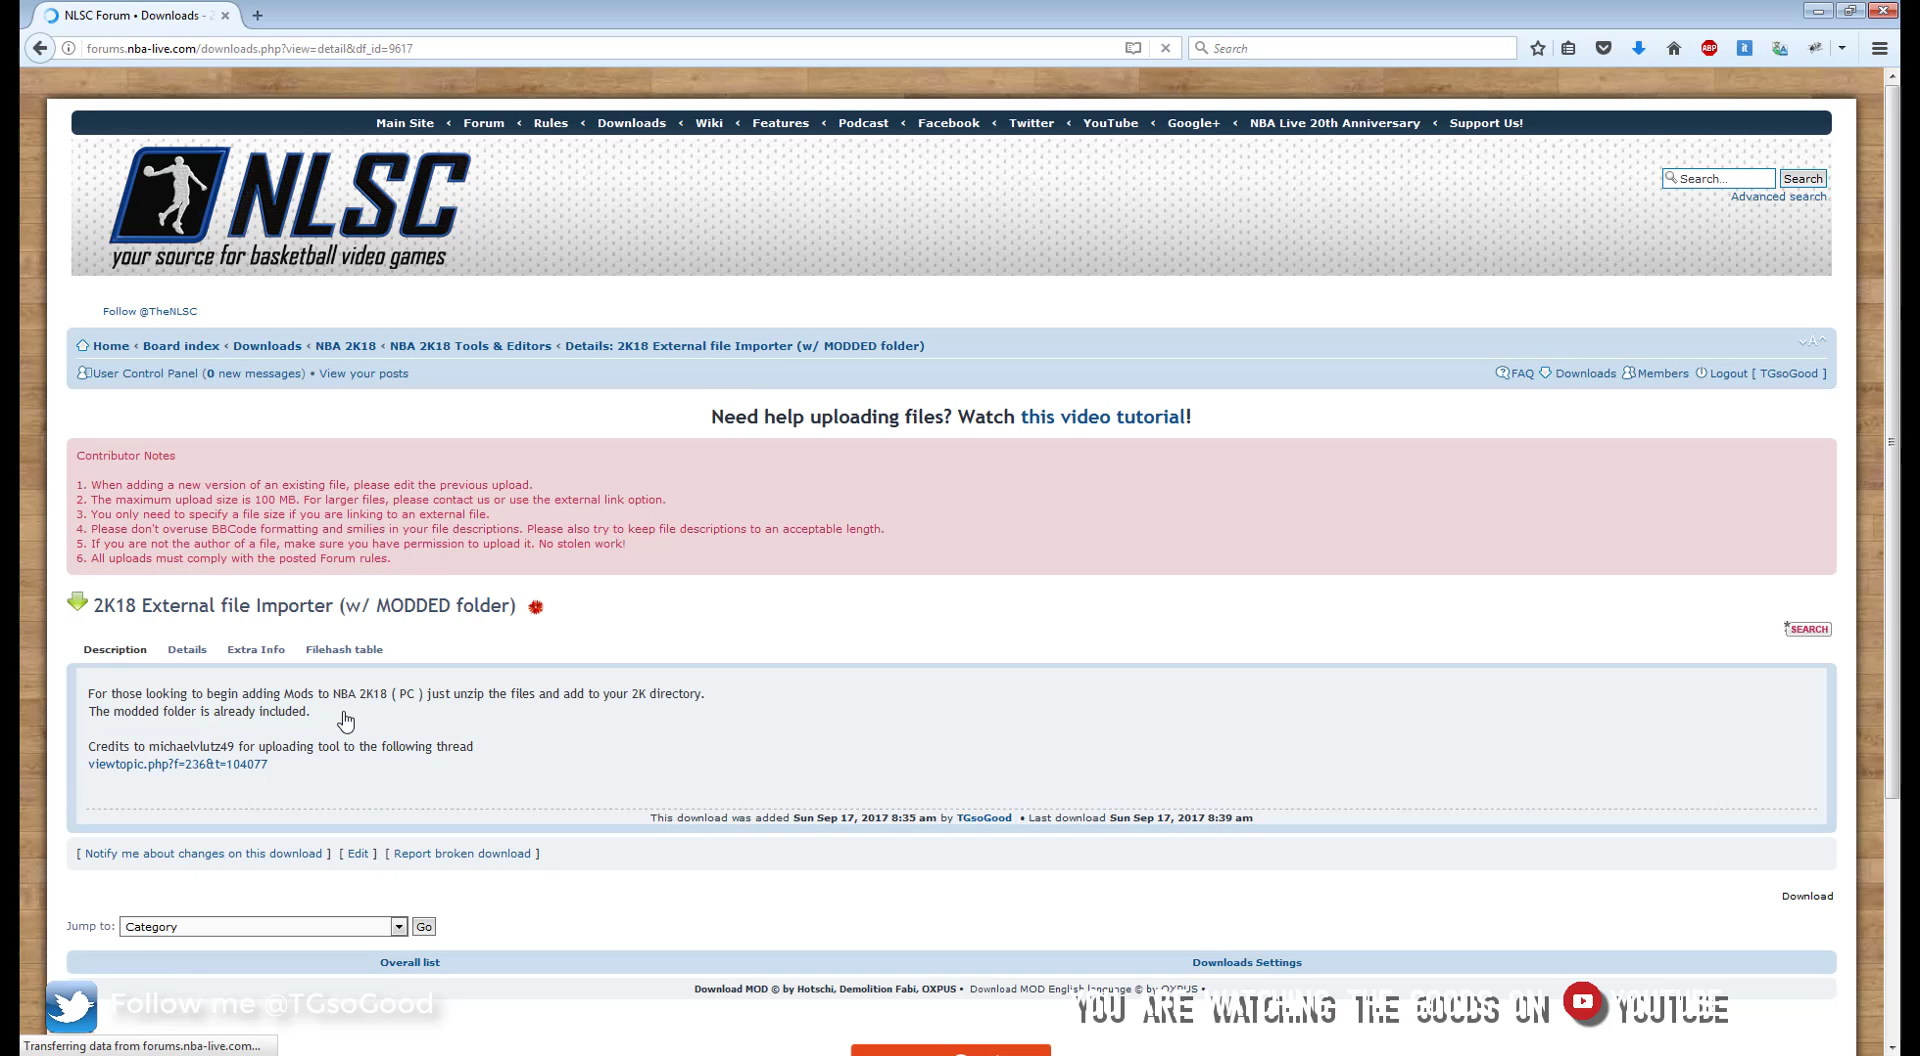 NLSC Forum • Downloads - 2
forums.nba-live.com/downloads.php?view=detail&df_id=9617
Search
ABP
Main Site ‹ Forum ‹ Rules ‹ Downloads ‹ Wiki ‹ Features ‹ Podcast ‹ Facebook ‹ Twitter ‹ YouTube ‹ Google+ ‹ NBA Live 20th Anniversary ‹ Support Us!
NLSC
your source for basketball video games
Search... Search
Advanced search
Follow @TheNLSC
Home ‹ Board index ‹ Downloads ‹ NBA 2K18 ‹ NBA 2K18 Tools & Editors ‹ Details: 2K18 External file Importer (w/ MODDED folder)
User Control Panel (0 new messages) • View your posts
FAQ Downloads Members Logout [ TGsoGood ]
Need help uploading files? Watch this video tutorial!
Contributor Notes
1. When adding a new version of an existing file, please edit the previous upload.
2. The maximum upload size is 100 MB. For larger files, please contact us or use the external link option.
3. You only need to specify a file size if you are linking to an external file.
4. Please don't overuse BBCode formatting and smilies in your file descriptions. Please also try to keep file descriptions to an acceptable length.
5. If you are not the author of a file, make sure you have permission to upload it. No stolen work!
6. All uploads must comply with the posted Forum rules.
2K18 External file Importer (w/ MODDED folder)
*SEARCH
Description Details Extra Info Filehash table
For those looking to begin adding Mods to NBA 2K18 ( PC ) just unzip the files and add to your 2K directory.
The modded folder is already included.
Credits to michaelvlutz49 for uploading tool to the following thread
viewtopic.php?f=236&t=104077
This download was added Sun Sep 17, 2017 8:35 am by TGsoGood • Last download Sun Sep 17, 2017 8:39 am
[ Notify me about changes on this download ] [ Edit ] [ Report broken download ]
Download
Jump to: Category Go
Overall list Downloads Settings
Download MOD © by Hotschi, Demolition Fabi, OXPUS • Download MOD English language © by OXPUS •
Follow me @TGsoGood
YOU ARE WATCHING THE GOODS ON YOUTUBE
Transferring data from forums.nba-live.com...